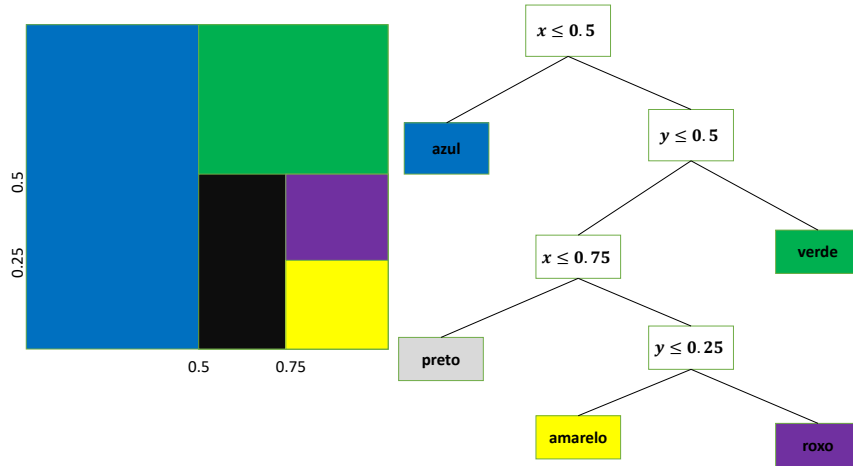 x ≤ 0.5
azul
y ≤ 0.5
0.5
0.25
x ≤ 0.75
verde
0.5
0.75
preto
y ≤ 0.25
amarelo
roxo